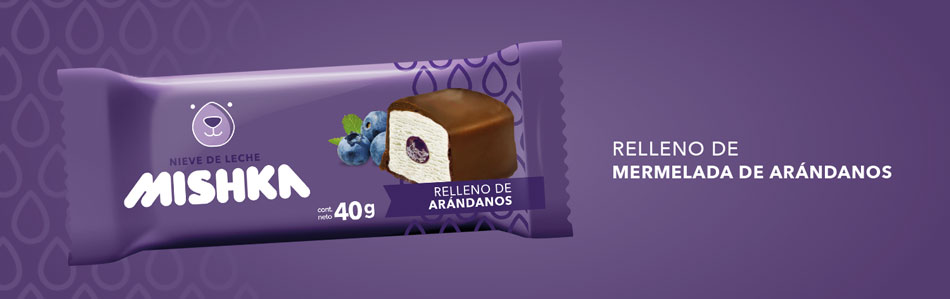 NIEVE DE LECHE
MISHKA
cont. neto 40g
RELLENO DE
ARÁNDANOS
RELLENO DE
MERMELADA DE ARÁNDANOS